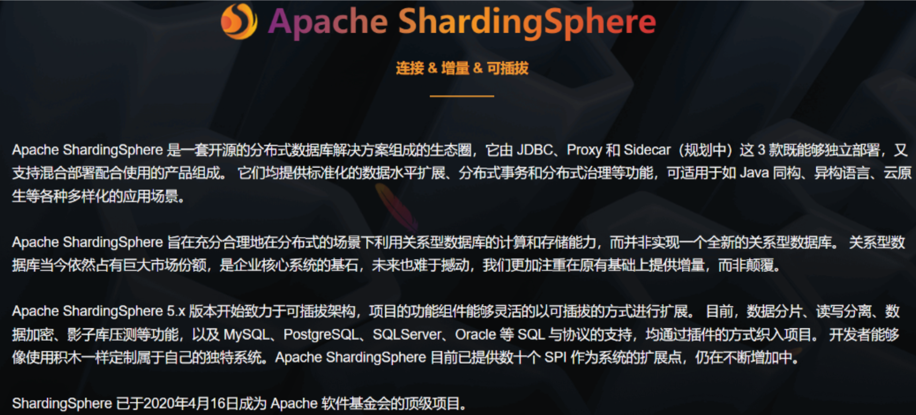 Apache ShardingSphere
连接 & 增量 & 可插拔
Apache ShardingSphere 是一套开源的分布式数据库解决方案组成的生态圈，它由 JDBC、Proxy 和 Sidecar（规划中）这 3 款既能够独立部署，又
支持混合部署配合使用的产品组成。 它们均提供标准化的数据水平扩展、分布式事务和分布式治理等功能，可适用于如 Java 同构、异构语言、云原
生等各种多样化的应用场景。
Apache ShardingSphere 旨在充分合理地在分布式的场景下利用关系型数据库的计算和存储能力，而并非实现一个全新的关系型数据库。 关系型数
据库当今依然占有巨大市场份额，是企业核心系统的基石，未来也难于撼动，我们更加注重在原有基础上提供增量，而非颠覆。
Apache ShardingSphere 5.x 版本开始致力于可插拔架构，项目的功能组件能够灵活的以可插拔的方式进行扩展。 目前，数据分片、读写分离、数
据加密、影子库压测等功能，以及 MySQL、PostgreSQL、SQLServer、Oracle 等 SQL 与协议的支持，均通过插件的方式织入项目。 开发者能够
像使用积木一样定制属于自己的独特系统。Apache ShardingSphere 目前已提供数十个 SPI 作为系统的扩展点，仍在不断增加中。
ShardingSphere 已于2020年4月16日成为 Apache 软件基金会的顶级项目。